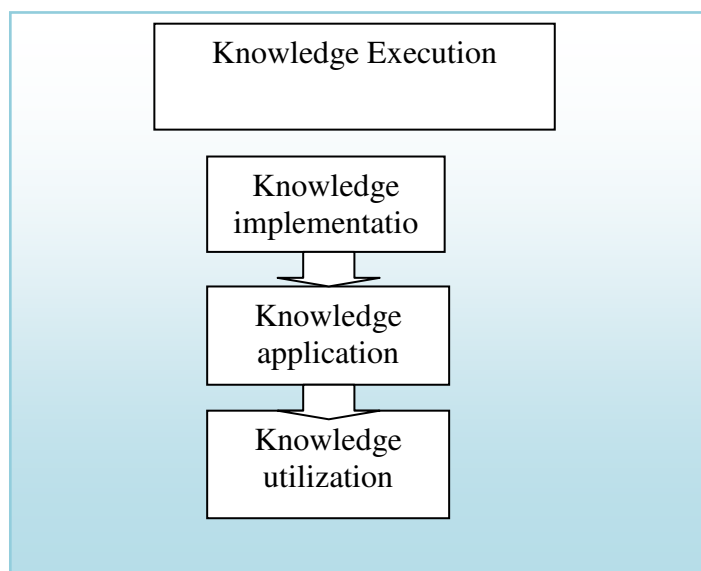 Knowledge Execution
Knowledge
implementatio
Knowledge
application
Knowledge
utilization